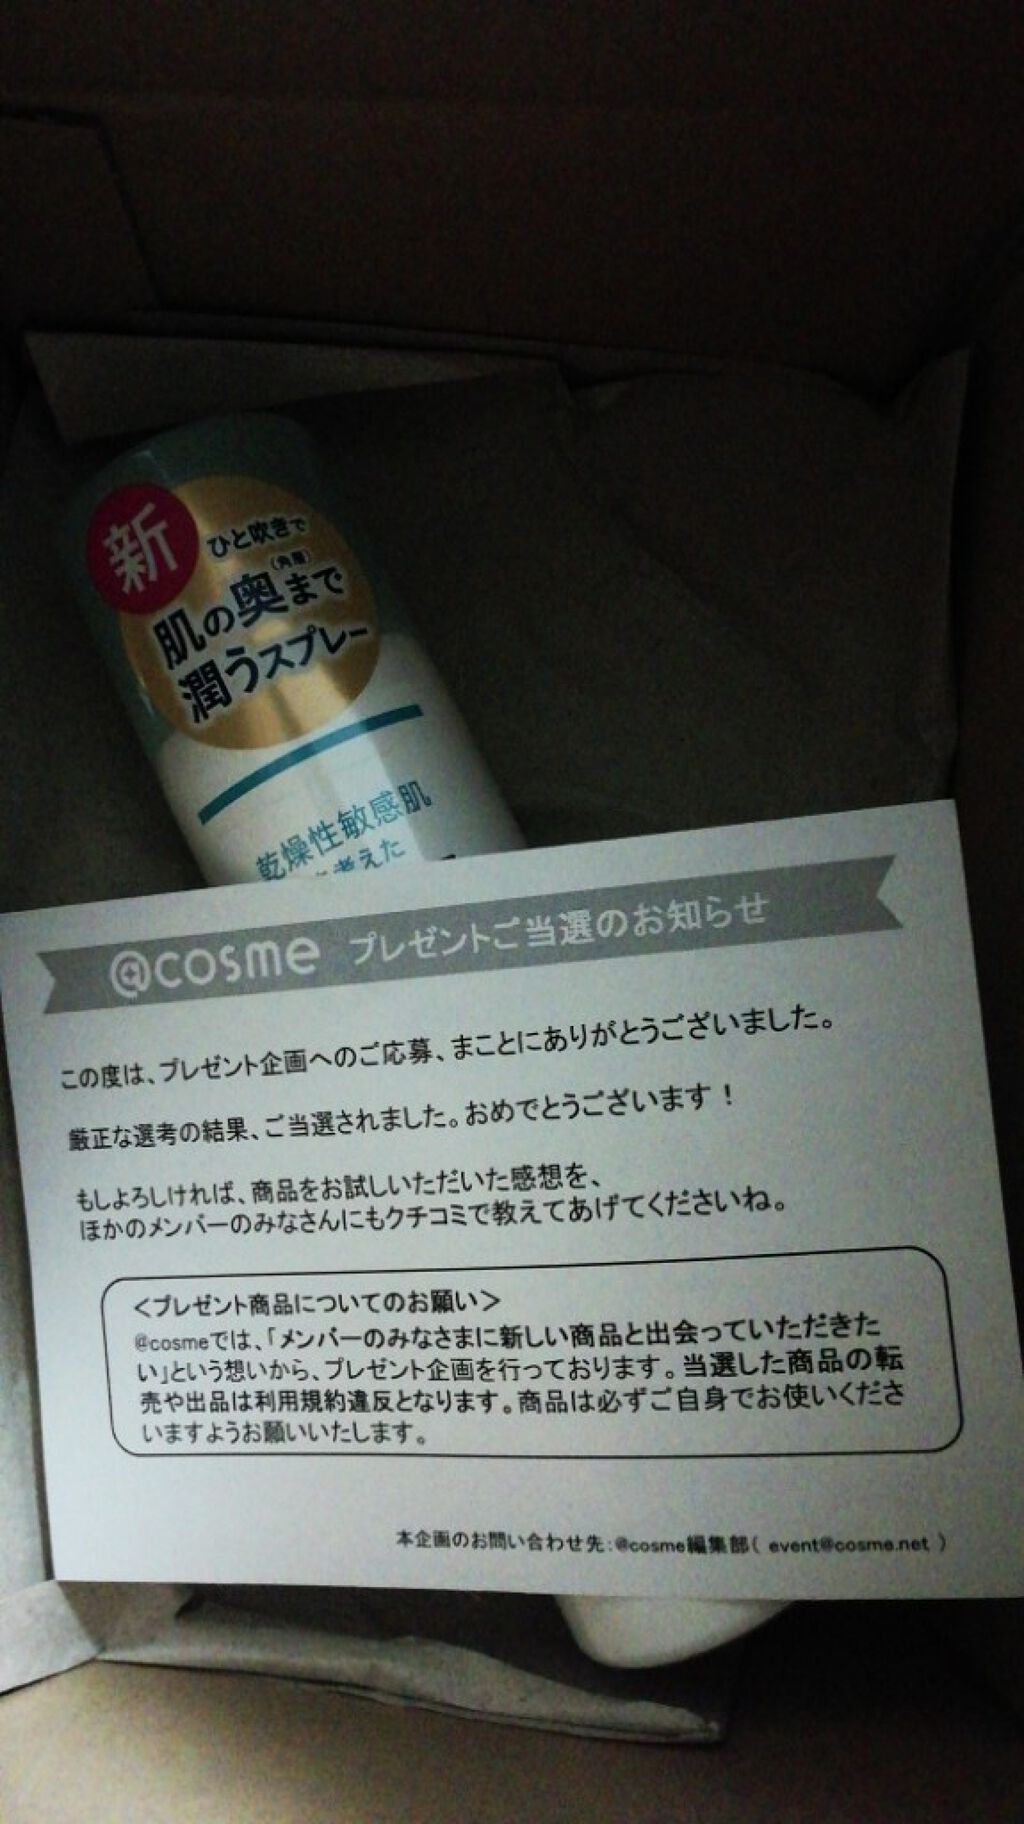 新
ひと吹きで
(角層)
肌の奥まで
潤うスプレー
乾燥性敏感肌
考えた
@cosme プレゼントご当選のお知らせ
この度は、プレゼント企画へのご応募、まことにありがとうございました。
厳正な選考の結果、ご当選されました。おめでとうございます！
もしよろしければ、商品をお試しいただいた感想を、
ほかのメンバーのみなさんにもクチコミで教えてあげてくださいね。
＜プレゼント商品についてのお願い＞
@cosmeでは、「メンバーのみなさまに新しい商品と出会っていただきた
い」という想いから、プレゼント企画を行っております。当選した商品の転
売や出品は利用規約違反となります。商品は必ずご自身でお使いくださ
いますようお願いいたします。
本企画のお問い合わせ先：@cosme編集部( event@cosme.net )